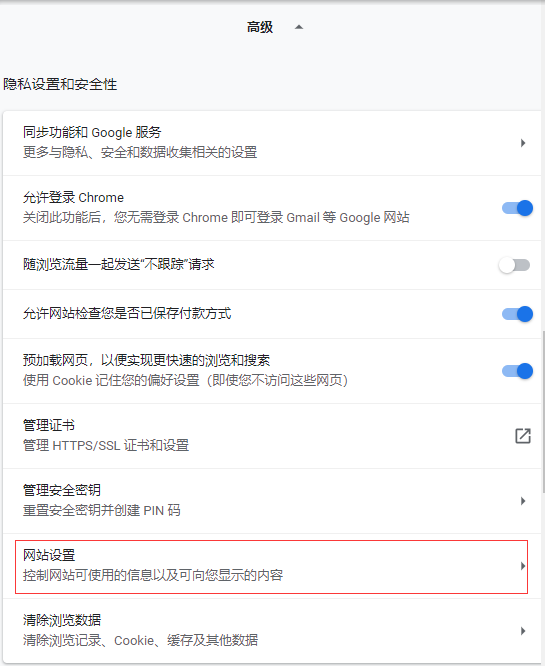 高级
隐私设置和安全性
同步功能和 Google 服务
更多与隐私、安全和数据收集相关的设置
允许登录 Chrome
关闭此功能后，您无需登录 Chrome 即可登录 Gmail 等 Google 网站
随浏览流量一起发送“不跟踪”请求
允许网站检查您是否已保存付款方式
预加载网页，以便实现更快速的浏览和搜索
使用 Cookie 记住您的偏好设置（即使您不访问这些网页）
管理证书
管理 HTTPS/SSL 证书和设置
管理安全密钥
重置安全密钥并创建 PIN 码
网站设置
控制网站可使用的信息以及可向您显示的内容
清除浏览数据
清除浏览记录、Cookie、缓存及其他数据